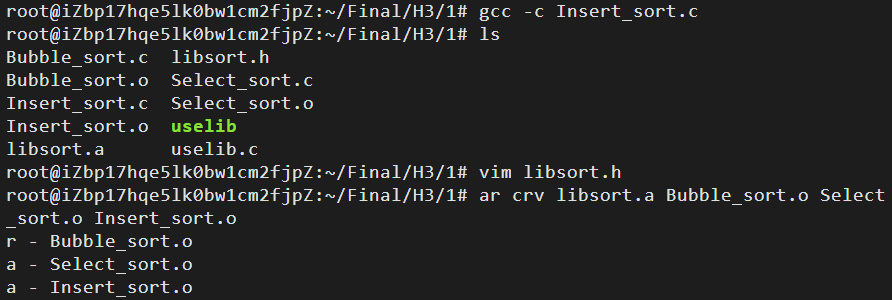 root@iZbp17hqe5lk0bw1cm2fjpZ:~/Final/H3/1# gcc -c Insert_sort.c
root@iZbp17hqe5lk0bw1cm2fjpZ:~/Final/H3/1# ls
Bubble_sort.c  libsort.h
Bubble_sort.o  Select_sort.c
Insert_sort.c  Select_sort.o
Insert_sort.o  uselib
libsort.a      uselib.c
root@iZbp17hqe5lk0bw1cm2fjpZ:~/Final/H3/1# vim libsort.h
root@iZbp17hqe5lk0bw1cm2fjpZ:~/Final/H3/1# ar crv libsort.a Bubble_sort.o Select
_sort.o Insert_sort.o
r - Bubble_sort.o
a - Select_sort.o
a - Insert_sort.o